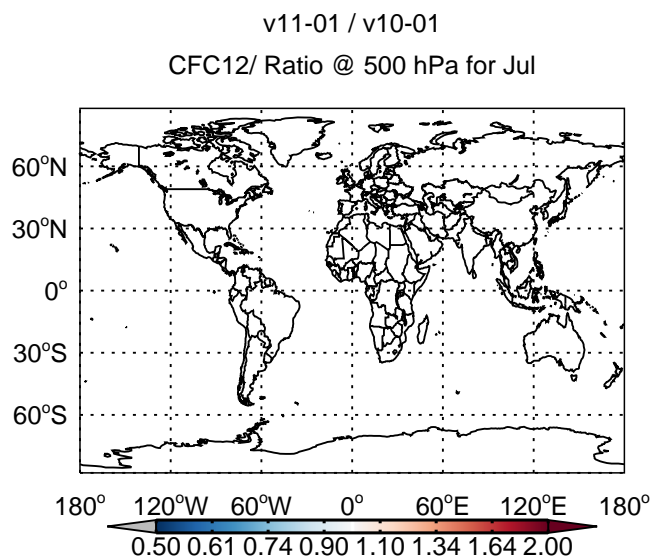 v11-01 / v10-01
CFC12/ Ratio @ 500 hPa for Jul
60°N
30°N
0°
30°S
60°S
180° 120°W 60°W 0° 60°E 120°E 180°
0.50 0.61 0.74 0.90 1.10 1.34 1.64 2.00